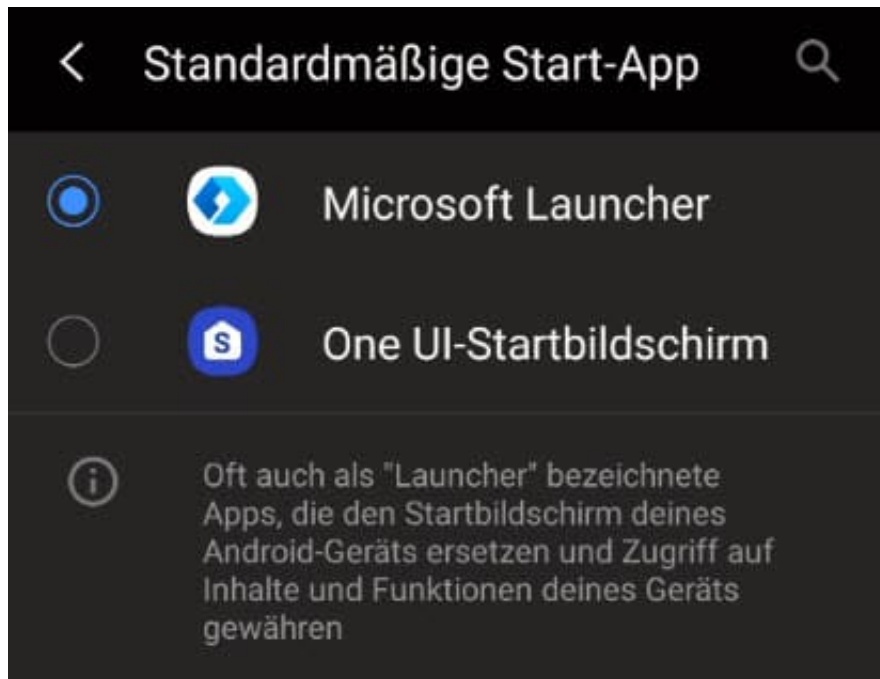 Standardmäßige Start-App
Microsoft Launcher
S
One UI-Startbildschirm
Oft auch als "Launcher" bezeichnete
Apps, die den Startbildschirm deines
Android-Geräts ersetzen und Zugriff auf
Inhalte und Funktionen deines Geräts
gewähren